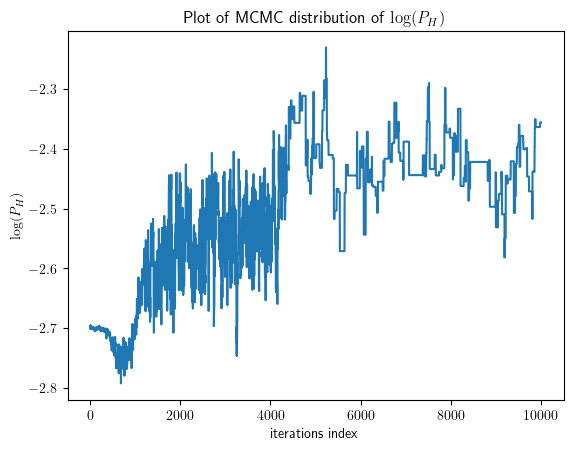 Plot of MCMC distribution of log(P_H)
−2.3
−2.4
−2.5
−2.6
−2.7
−2.8
log(P_H)
0 2000 4000 6000 8000 10000
iterations index